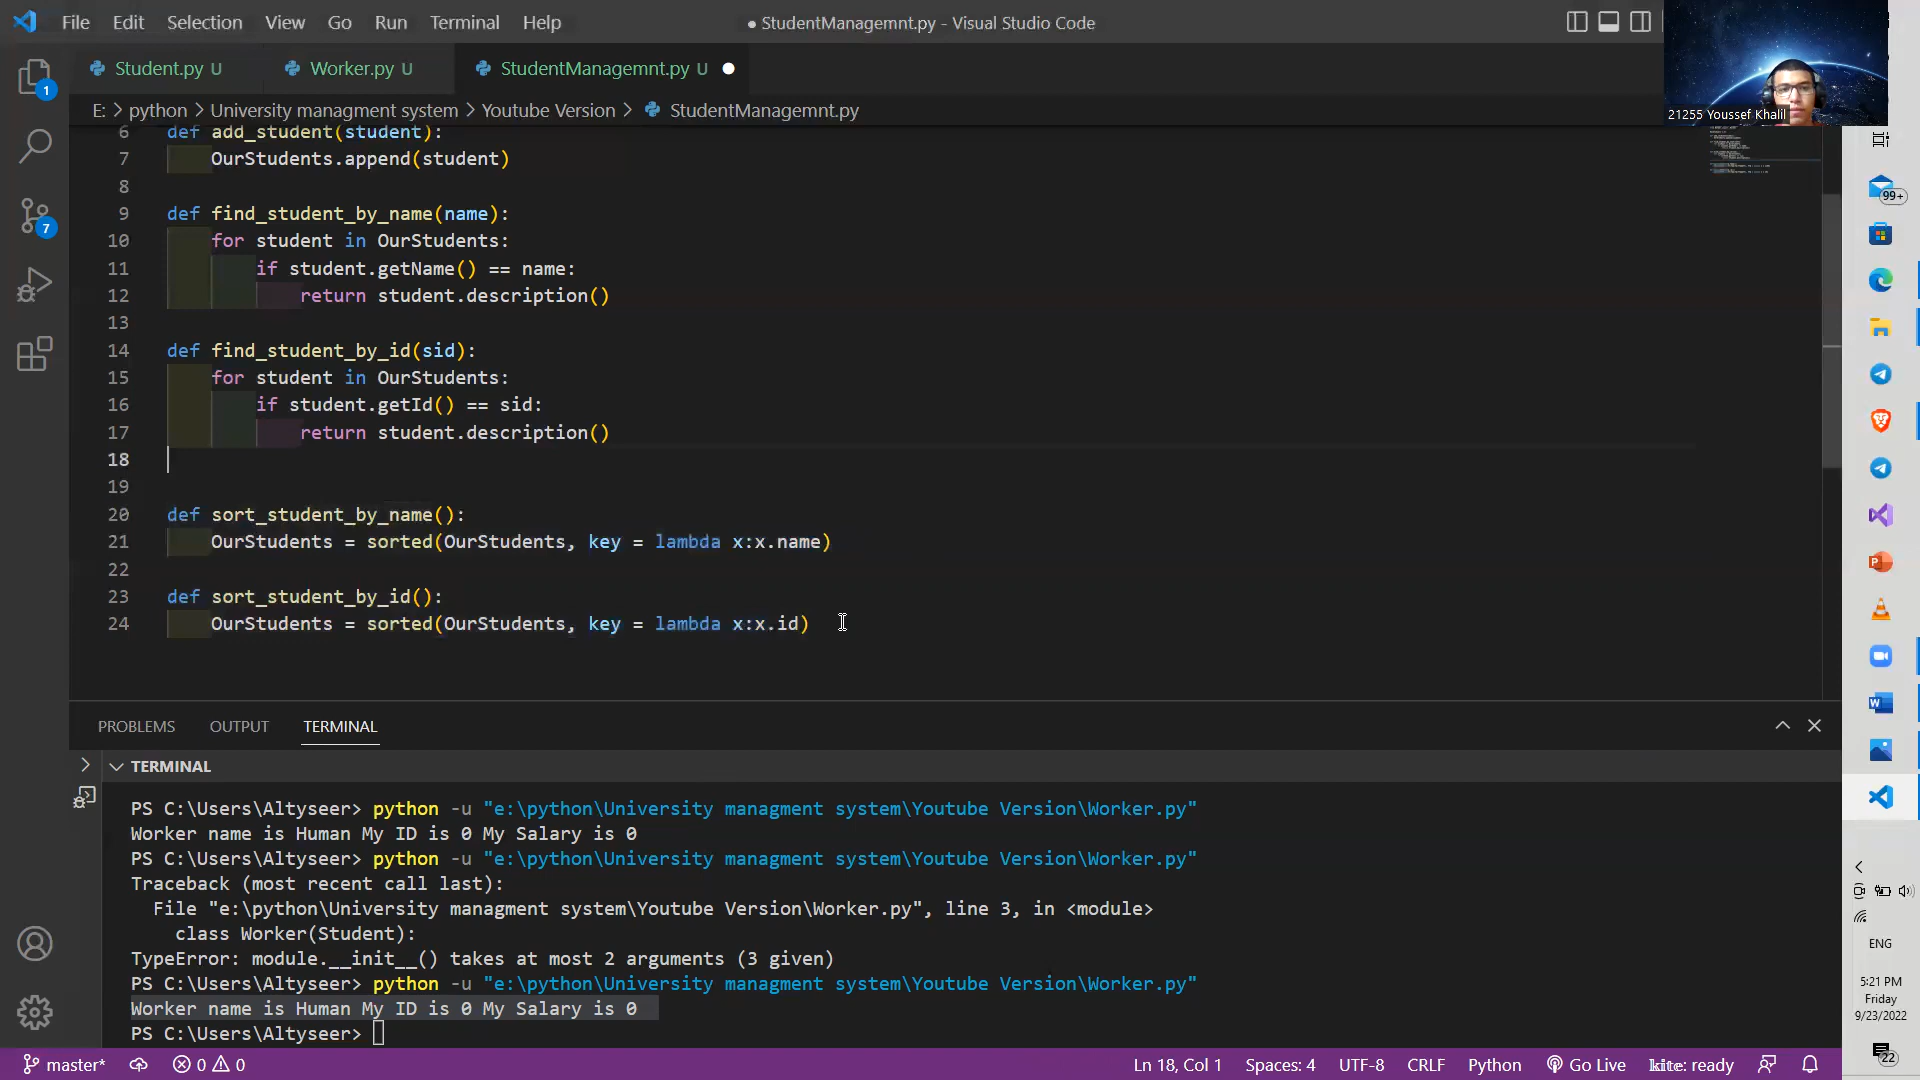 File Edit Selection View Go Run Terminal Help
● StudentManagemnt.py - Visual Studio Code
21255 Youssef Khalil
Student.py U
Worker.py U
StudentManagemnt.py U
E: > python > University managment system > Youtube Version > StudentManagemnt.py
6 def add_student(student):
7 OurStudents.append(student)
8
9 def find_student_by_name(name):
10 for student in OurStudents:
11 if student.getName() == name:
12 return student.description()
13
14 def find_student_by_id(sid):
15 for student in OurStudents:
16 if student.getId() == sid:
17 return student.description()
18
19
20 def sort_student_by_name():
21 OurStudents = sorted(OurStudents, key = lambda x:x.name)
22
23 def sort_student_by_id():
24 OurStudents = sorted(OurStudents, key = lambda x:x.id)
1
7
99+
PROBLEMS OUTPUT TERMINAL
TERMINAL
PS C:\Users\Altyseer> python -u "e:\python\University managment system\Youtube Version\Worker.py"
Worker name is Human My ID is 0 My Salary is 0
PS C:\Users\Altyseer> python -u "e:\python\University managment system\Youtube Version\Worker.py"
Traceback (most recent call last):
File "e:\python\University managment system\Youtube Version\Worker.py", line 3, in <module>
class Worker(Student):
TypeError: module.__init__() takes at most 2 arguments (3 given)
PS C:\Users\Altyseer> python -u "e:\python\University managment system\Youtube Version\Worker.py"
Worker name is Human My ID is 0 My Salary is 0
PS C:\Users\Altyseer>
ENG
5:21 PM
Friday
9/23/2022
22
master* 0 0 Ln 18, Col 1 Spaces: 4 UTF-8 CRLF Python Go Live kite: ready